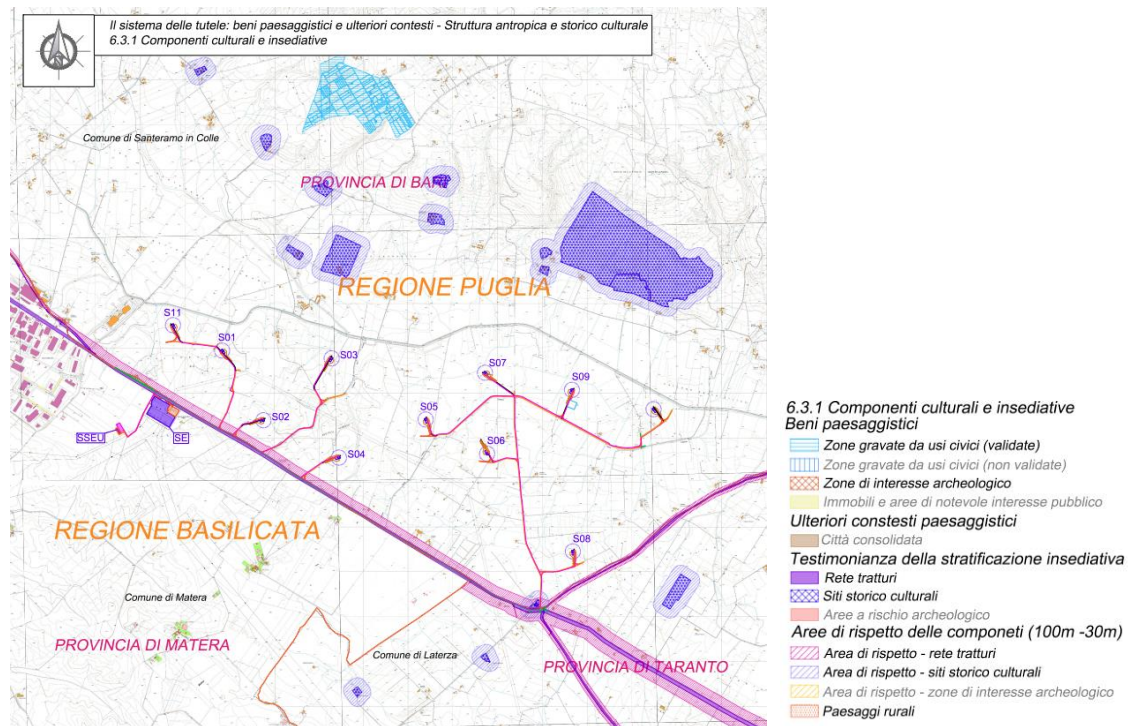 Il sistema delle tutele: beni paesaggistici e ulteriori contesti - Struttura antropica e storico culturale
6.3.1 Componenti culturali e insediative
Comune di Santeramo in Colle
PROVINCIA DI BARI
REGIONE PUGLIA
S11
S01
S03
S07
S09
S02
S05
SSEU
SE
S06
S04
REGIONE BASILICATA
S08
Comune di Matera
PROVINCIA DI MATERA
Comune di Laterza
PROVINCIA DI TARANTO
6.3.1 Componenti culturali e insediative
Beni paesaggistici
Zone gravate da usi civici (validate)
Zone gravate da usi civici (non validate)
Zone di interesse archeologico
Immobili e aree di notevole interesse pubblico
Ulteriori constesti paesaggistici
Città consolidata
Testimonianza della stratificazione insediativa
Rete tratturi
Siti storico culturali
Aree a rischio archeologico
Aree di rispetto delle componeti (100m -30m)
Area di rispetto - rete tratturi
Area di rispetto - siti storico culturali
Area di rispetto - zone di interesse archeologico
Paesaggi rurali